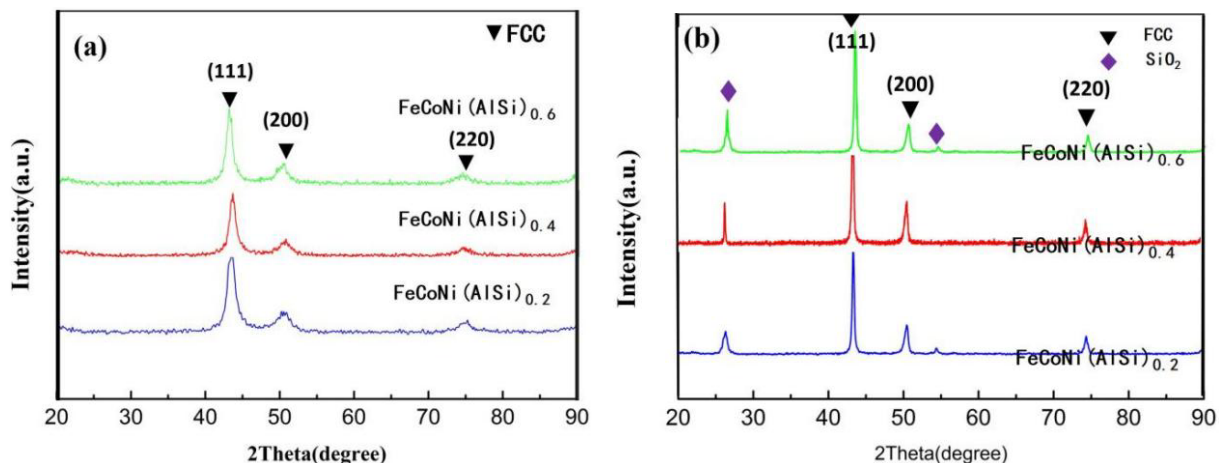 (a)
▼FCC
(111)
(200)
(220)
FeCoNi(AlSi)0.6
FeCoNi(AlSi)0.4
FeCoNi(AlSi)0.2
Intensity(a.u.)
20 30 40 50 60 70 80 90
2Theta(degree)
(b)
▼ FCC
◆ SiO2
(111)
(200)
(220)
FeCoNi(AlSi)0.6
FeCoNi(AlSi)0.4
FeCoNi(AlSi)0.2
Intensity(a.u.)
20 30 40 50 60 70 80 90
2Theta(degree)